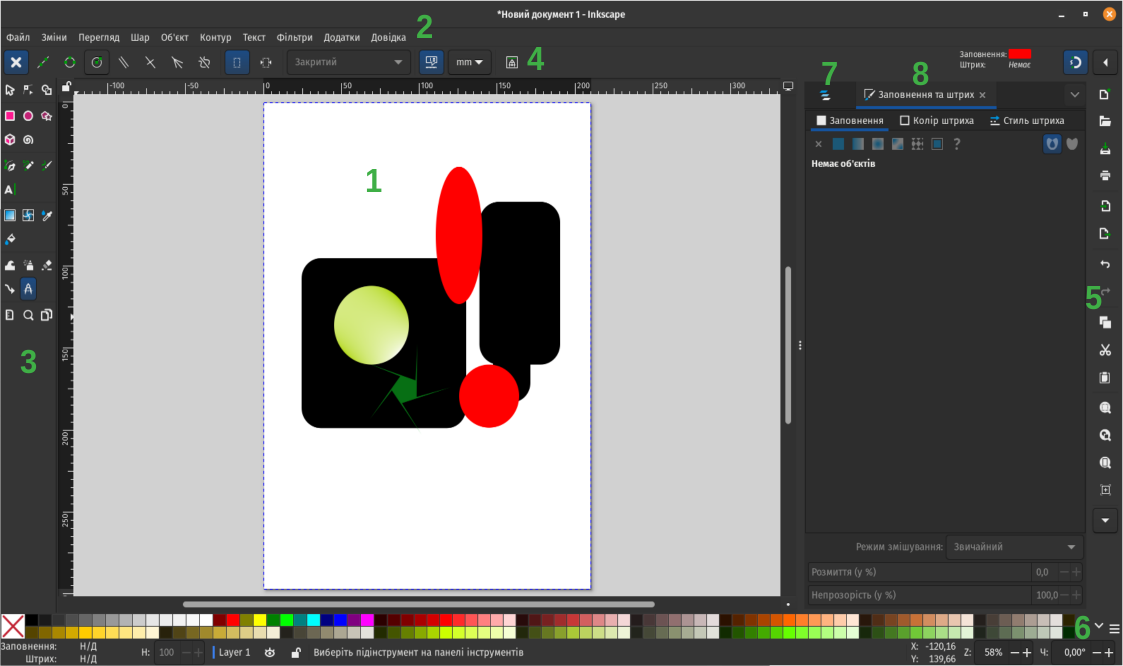 *Новий документ 1 - Inkscape
Файл Зміни Перегляд Шар Об'єкт Контур Текст Фільтри Додатки Довідка
2
Закритий mm 4
Заповнення:
Штрих: Немає
7 8
-100 -50 0 50 100 150 200 250 300
Заповнення та штрих
Заповнення Колір штриха Стиль штриха
?
Немає об'єктів
1
A
0
50
100
150
200
250
3
5
Режим змішування: Звичайний
Розмиття (у %) 0,0
Непрозорість (у %) 100,0
6
Заповнення: Н/Д
Штрих: Н/Д
Н: 100
Layer 1
Виберіть підінструмент на панелі інструментів
X: -120,16
Y: 139,66
Z: 58%
Ч: 0,00°